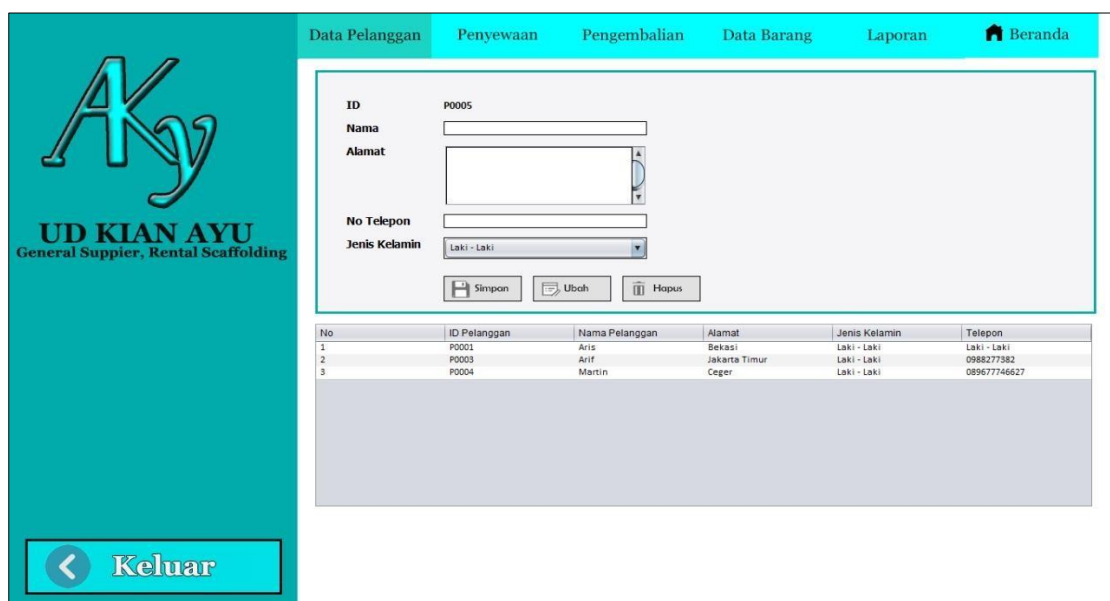 AKy
UD KIAN AYU
General Suppier, Rental Scaffolding
Keluar
Data Pelanggan Penyewaan Pengembalian Data Barang Laporan Beranda
ID P0005
Nama
Alamat
No Telepon
Jenis Kelamin Laki - Laki
Simpan Ubah Hapus
No ID Pelanggan Nama Pelanggan Alamat Jenis Kelamin Telepon
1 P0001 Aris Bekasi Laki - Laki Laki - Laki
2 P0003 Arif Jakarta Timur Laki - Laki 0988277382
3 P0004 Martin Ceger Laki - Laki 089677746627